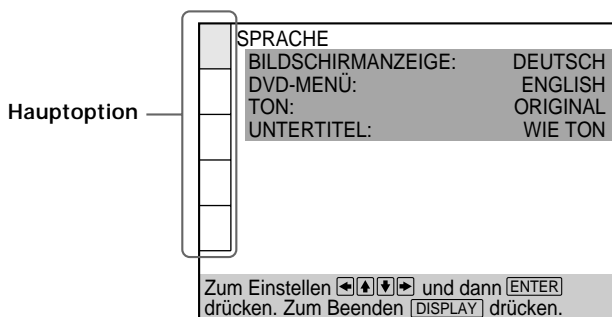 SPRACHE
BILDSCHIRMANZEIGE: DEUTSCH
DVD-MENÜ: ENGLISH
TON: ORIGINAL
UNTERTITEL: WIE TON
Hauptoption
Zum Einstellen ←↑↓→ und dann ENTER
drücken. Zum Beenden DISPLAY drücken.